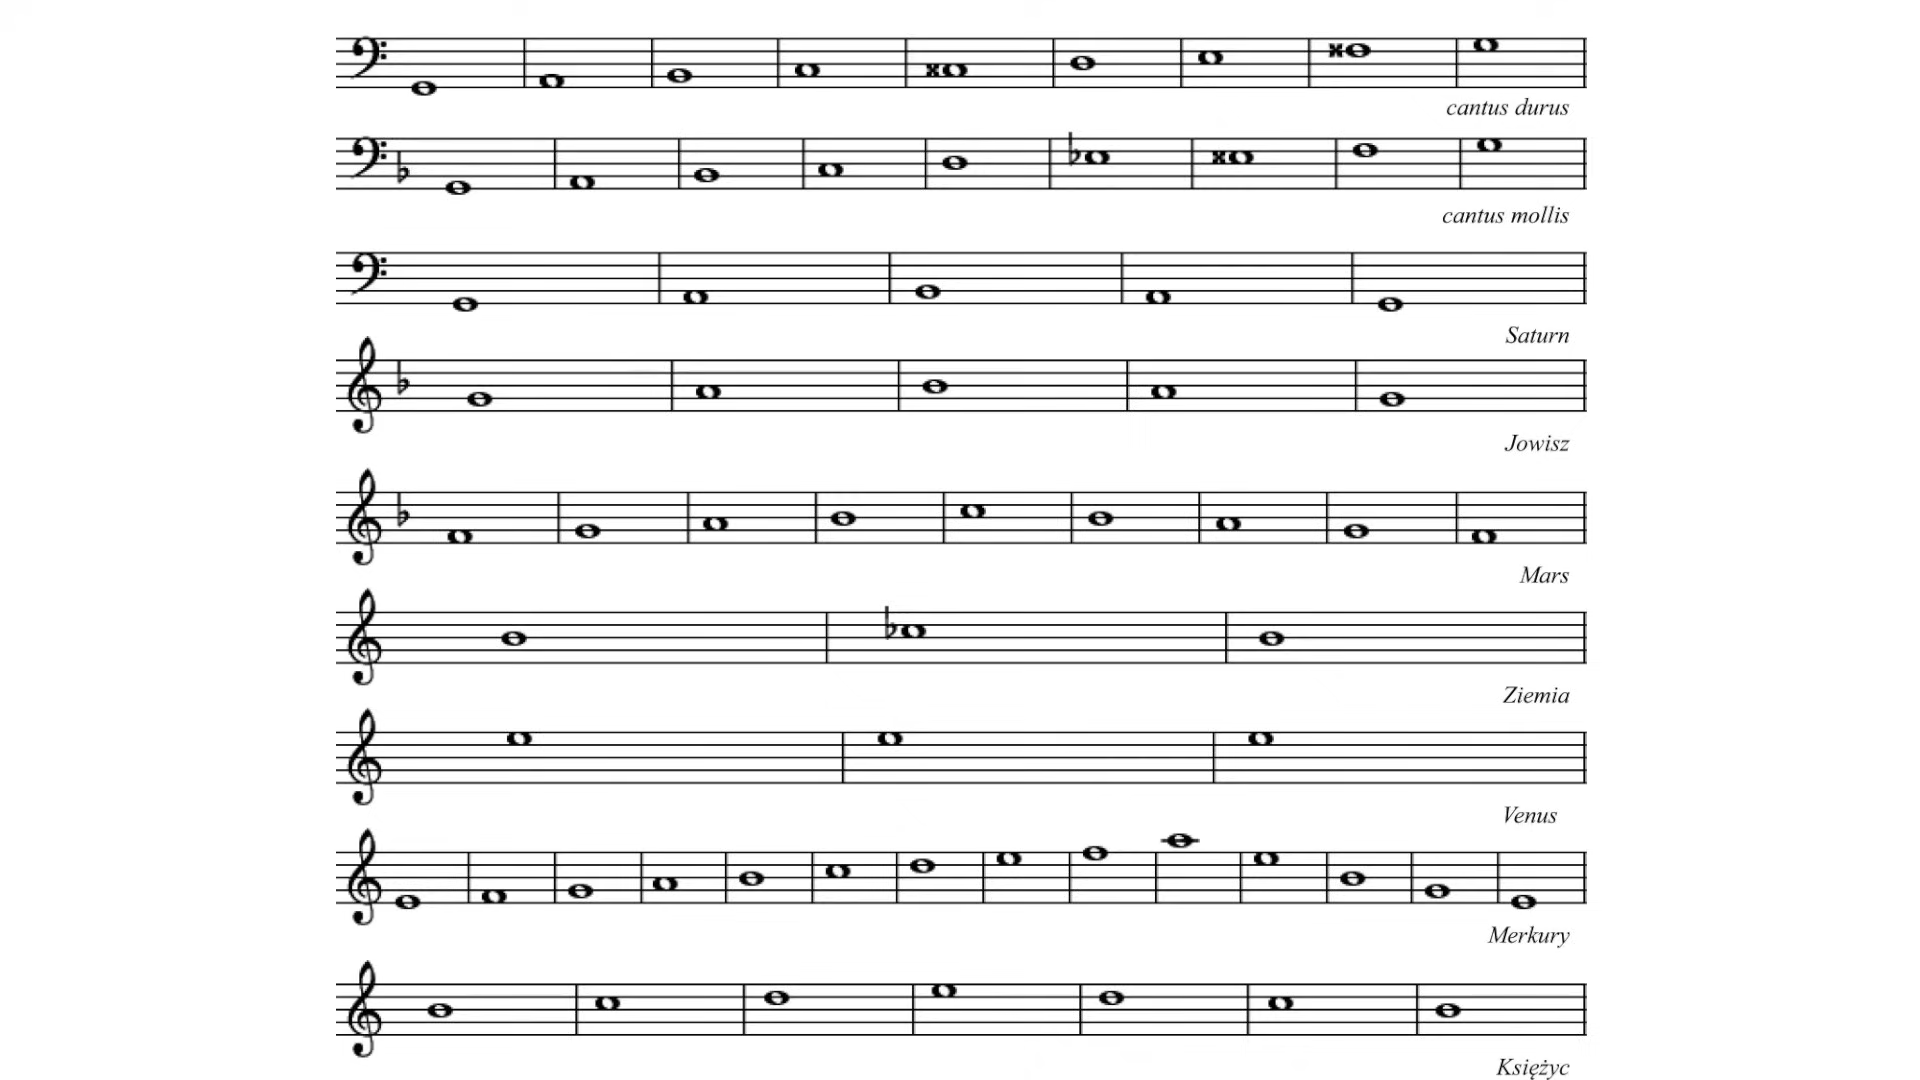 cantus durus
cantus mollis
Saturn
Jowisz
Mars
Ziemia
Venus
Merkury
Księżyc